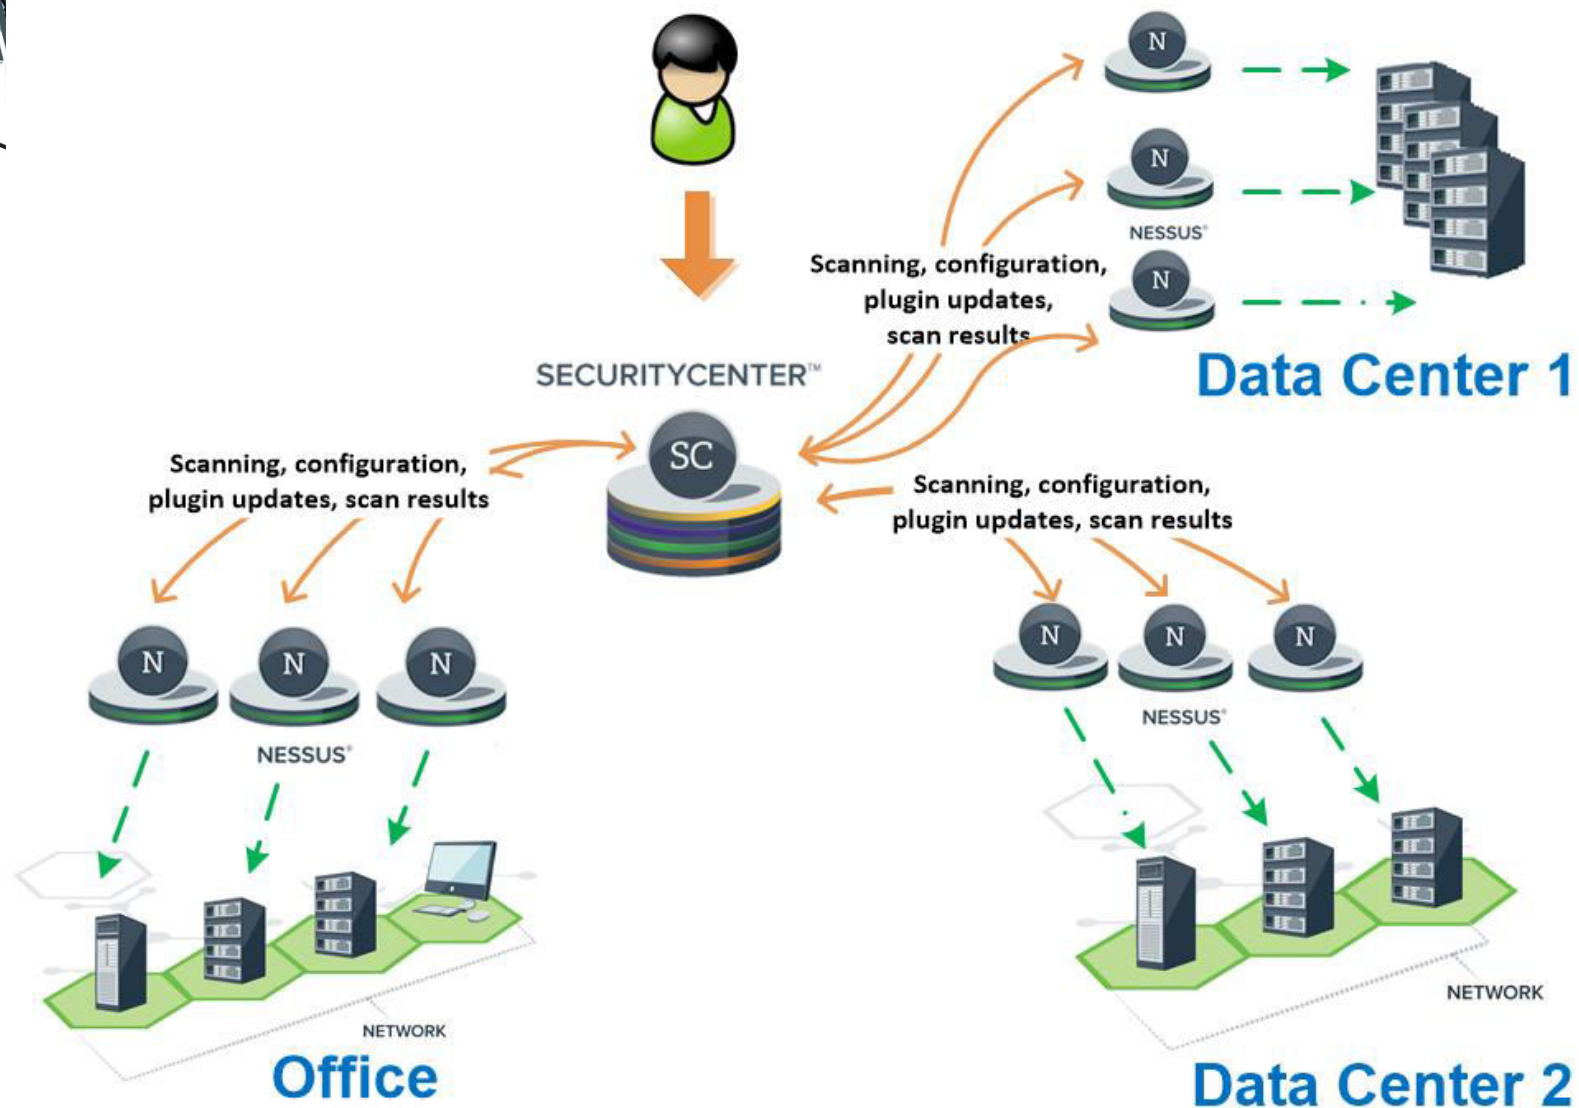 N
N
NESSUS®
N
Scanning, configuration,
plugin updates,
scan results
Data Center 1
SECURITYCENTER™
SC
Scanning, configuration,
plugin updates, scan results
N
N
N
NESSUS®
NETWORK
Office
Scanning, configuration,
plugin updates, scan results
N
N
N
NESSUS®
NETWORK
Data Center 2